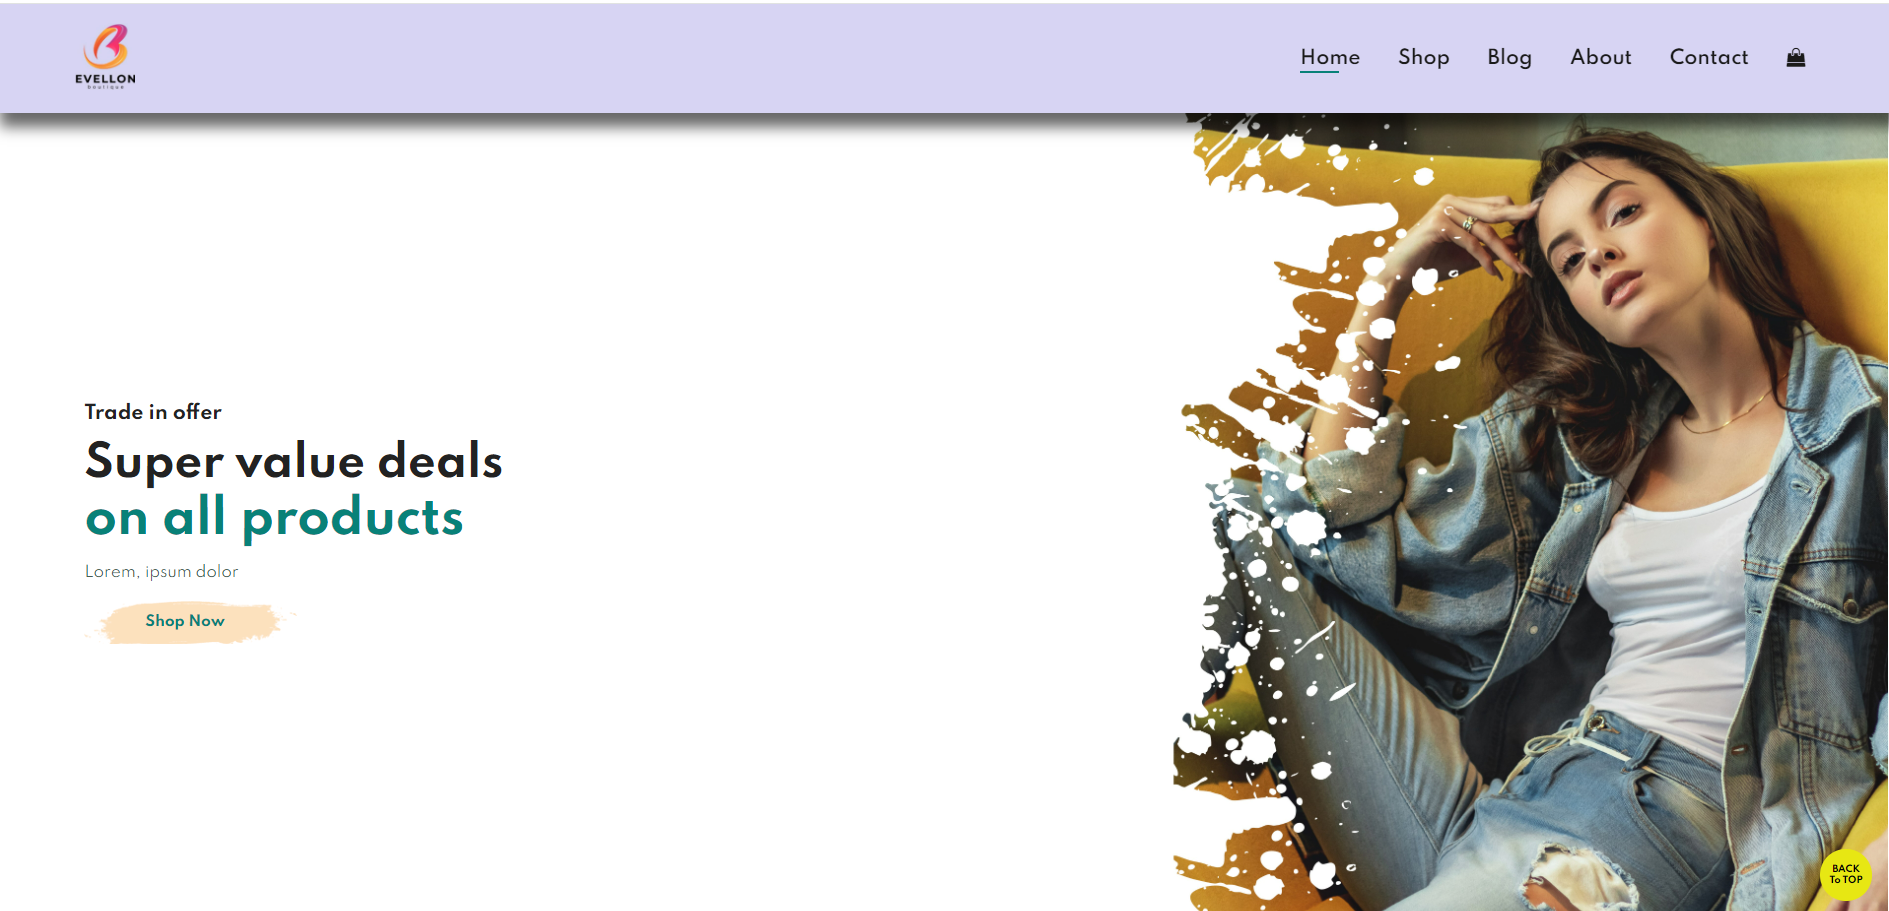 EVELLON
boutique
Home Shop Blog About Contact
Trade in offer
Super value deals
on all products
Lorem, ipsum dolor
Shop Now
BACK
To TOP